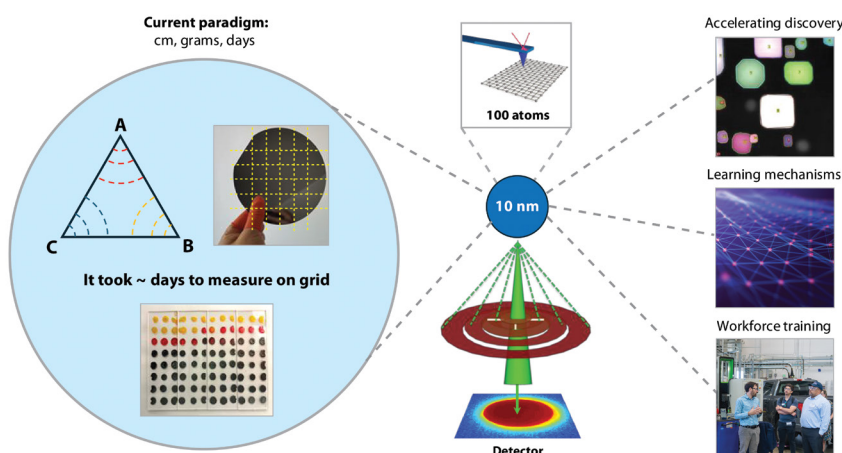 Current paradigm:
cm, grams, days
A
C
B
It took ~ days to measure on grid
100 atoms
10 nm
Detector
Accelerating discovery
Learning mechanisms
Workforce training